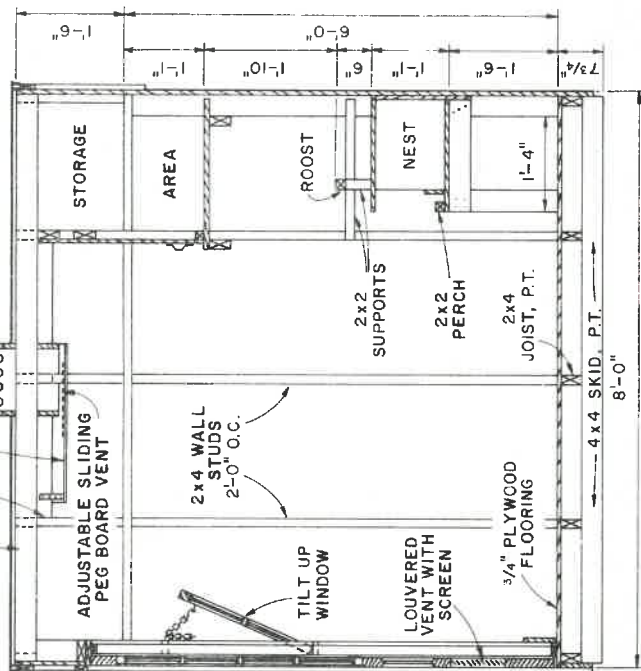 1'-6"
6'-0"
1'-1"
1'-10"
6"
1'-1"
1'-6"
7 3/4"
STORAGE
AREA
ROOST
NEST
1'-4"
ADJUSTABLE SLIDING
PEG BOARD VENT
2x4 WALL
STUDS
2'-0" O.C.
2x2
SUPPORTS
2x2
PERCH
2x4
JOIST, P.T.
TILT UP
WINDOW
LOUVERED
VENT WITH
SCREEN
3/4" PLYWOOD
FLOORING
4x4 SKID, P.T.
8'-0"